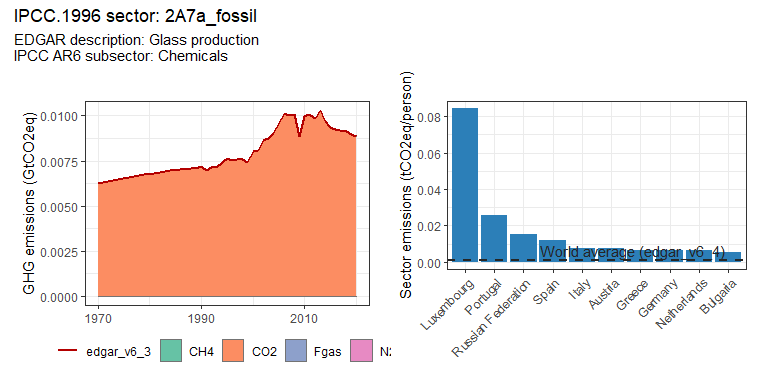 IPCC.1996 sector: 2A7a_fossil
EDGAR description: Glass production
IPCC AR6 subsector: Chemicals
GHG emissions (GtCO2eq)
0.0100
0.0075
0.0050
0.0025
0.0000
1970
1990
2010
edgar_v6_3
CH4
CO2
Fgas
N2
Sector emissions (tCO2eq/person)
0.08
0.06
0.04
0.02
0.00
World average (edgar_v6_4)
Luxembourg
Portugal
Russian Federation
Spain
Italy
Austria
Greece
Germany
Netherlands
Bulgaria